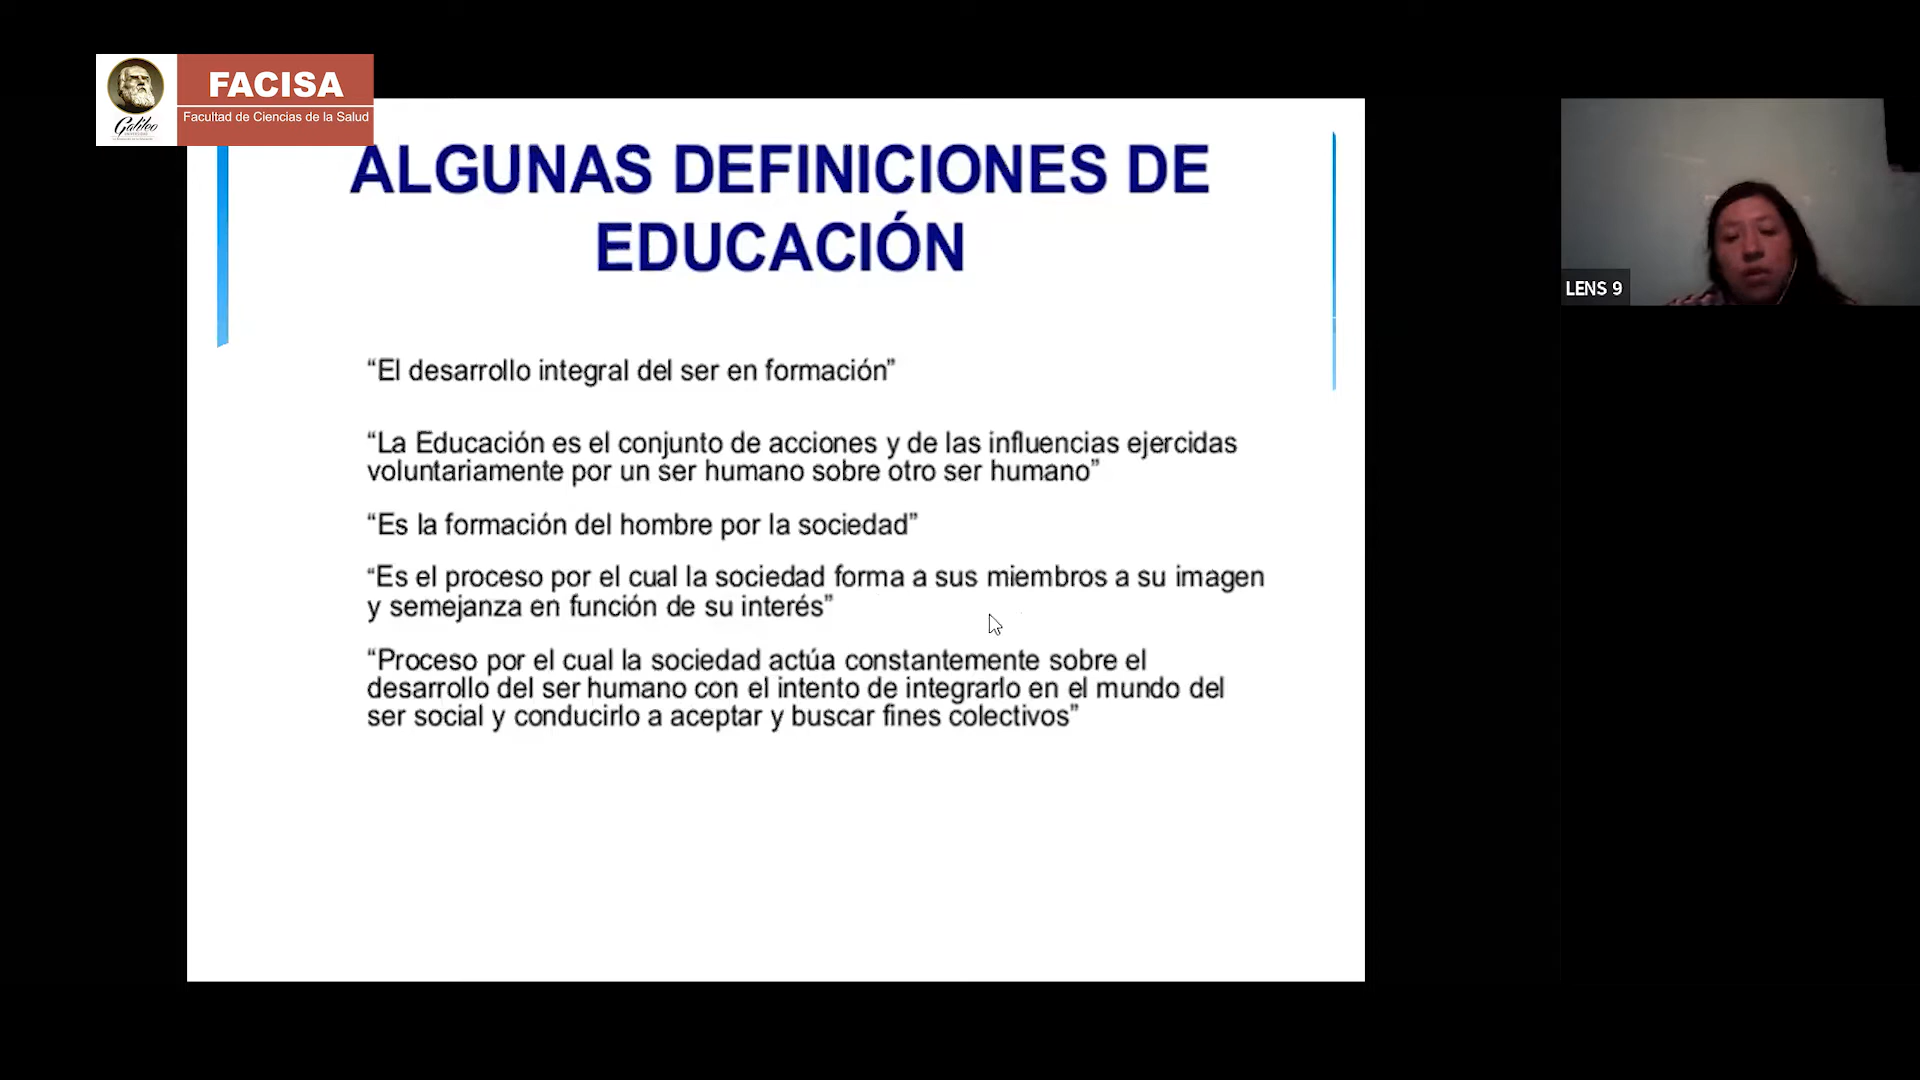 FACISA
Facultad de Ciencias de la Salud
Galileo
ALGUNAS DEFINICIONES DE
EDUCACIÓN
“El desarrollo integral del ser en formación”
“La Educación es el conjunto de acciones y de las influencias ejercidas
voluntariamente por un ser humano sobre otro ser humano”
“Es la formación del hombre por la sociedad”
“Es el proceso por el cual la sociedad forma a sus miembros a su imagen
y semejanza en función de su interés”
“Proceso por el cual la sociedad actúa constantemente sobre el
desarrollo del ser humano con el intento de integrarlo en el mundo del
ser social y conducirlo a aceptar y buscar fines colectivos”
LENS 9